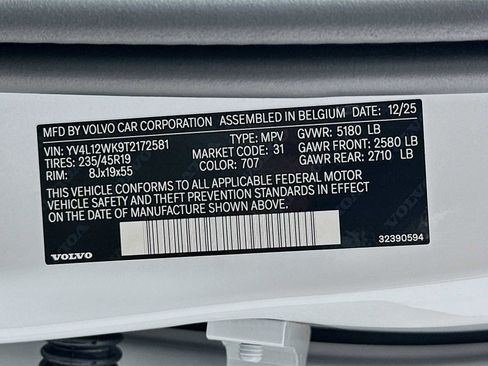 MFD BY VOLVO CAR CORPORATION ASSEMBLED IN BELGIUM DATE: 12/25
VIN: YV4L12WK9T2172581 TYPE: MPV GVWR: 5180 LB
TIRES: 235/45R19 MARKET CODE: 31 FRONT AXLE: 2580 LB
RIM: 8Jx19x55 COLOR: 707 REAR AXLE: 2710 LB
THIS VEHICLE CONFORMS TO ALL APPLICABLE FEDERAL MOTOR
VEHICLE SAFETY AND THEFT PREVENTION STANDARDS IN EFFECT
ON THE DATE OF MANUFACTURE SHOWN ABOVE.
VOLVO 32390594